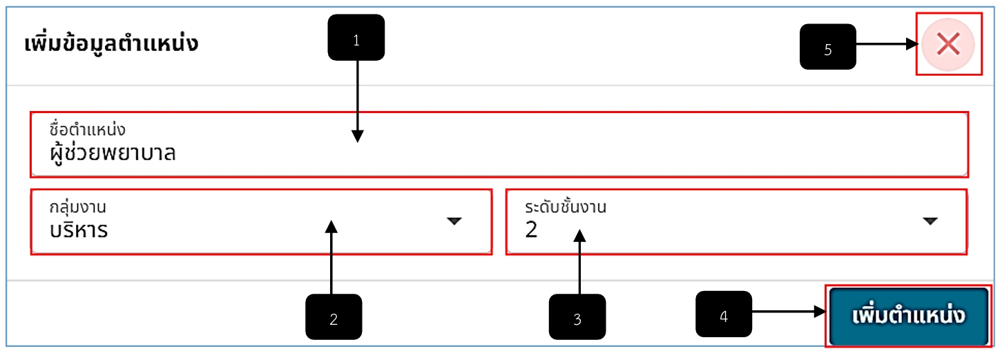 เพิ่มข้อมูลตำแหน่ง
1
5
ชื่อตำแหน่ง
ผู้ช่วยพยาบาล
กลุ่มงาน
บริหาร
ระดับชั้นงาน
2
2
3
4
เพิ่มตำแหน่ง